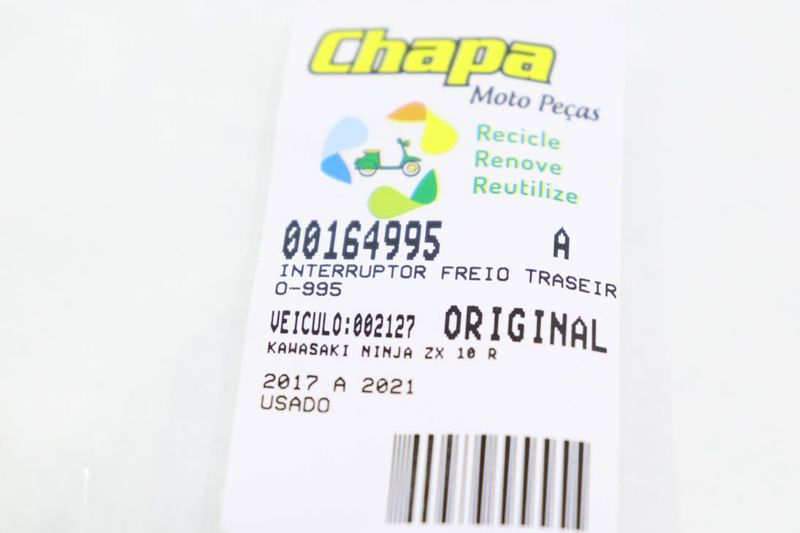 Chapa
Moto Peças
Recicle
Renove
Reutilize
00164995 A
INTERRUPTOR FREIO TRASEIR
O-995
VEICULO:002127 ORIGINAL
KAWASAKI NINJA ZX 10 R
2017 A 2021
USADO